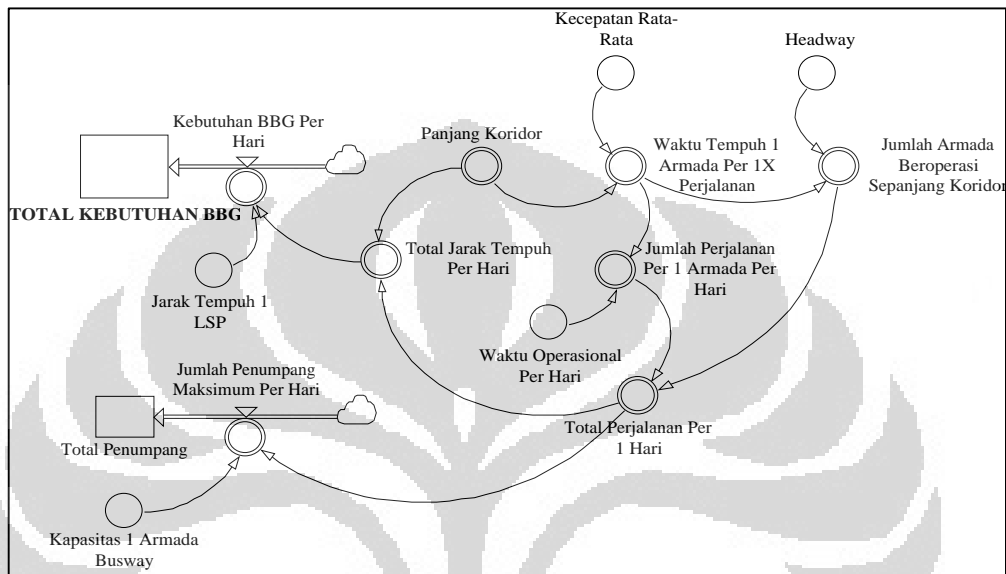 Kecepatan Rata-
Rata
Headway
Kebutuhan BBG Per
Hari
Panjang Koridor
Waktu Tempuh 1
Armada Per 1X
Perjalanan
Jumlah Armada
Beroperasi
Sepanjang Koridor
TOTAL KEBUTUHAN BBG
Total Jarak Tempuh
Per Hari
Jumlah Perjalanan
Per 1 Armada Per
Hari
Jarak Tempuh 1
LSP
Waktu Operasional
Per Hari
Jumlah Penumpang
Maksimum Per Hari
Total Penumpang
Total Perjalanan Per
1 Hari
Kapasitas 1 Armada
Busway